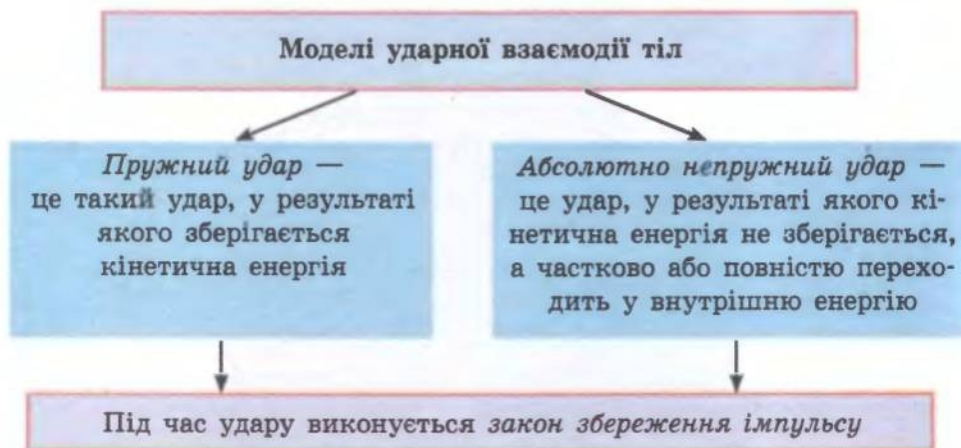 Моделі ударної взаємодії тіл
Пружний удар —
це такий удар, у результаті
якого зберігається
кінетична енергія
Абсолютно непружний удар —
це удар, у результаті якого кі-
нетична енергія не зберігається,
а частково або повністю перехо-
дить у внутрішню енергію
Під час удару виконується закон збереження імпульсу